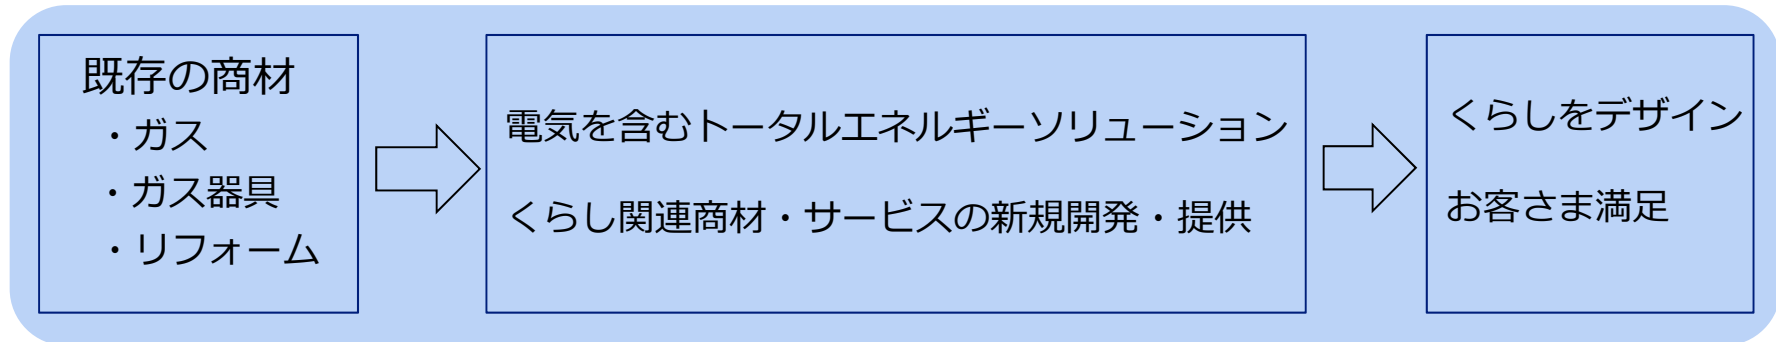 既存の商材
・ガス
・ガス器具
・リフォーム
電気を含むトータルエネルギーソリューション
くらし関連商材・サービスの新規開発・提供
くらしをデザイン
お客さま満足